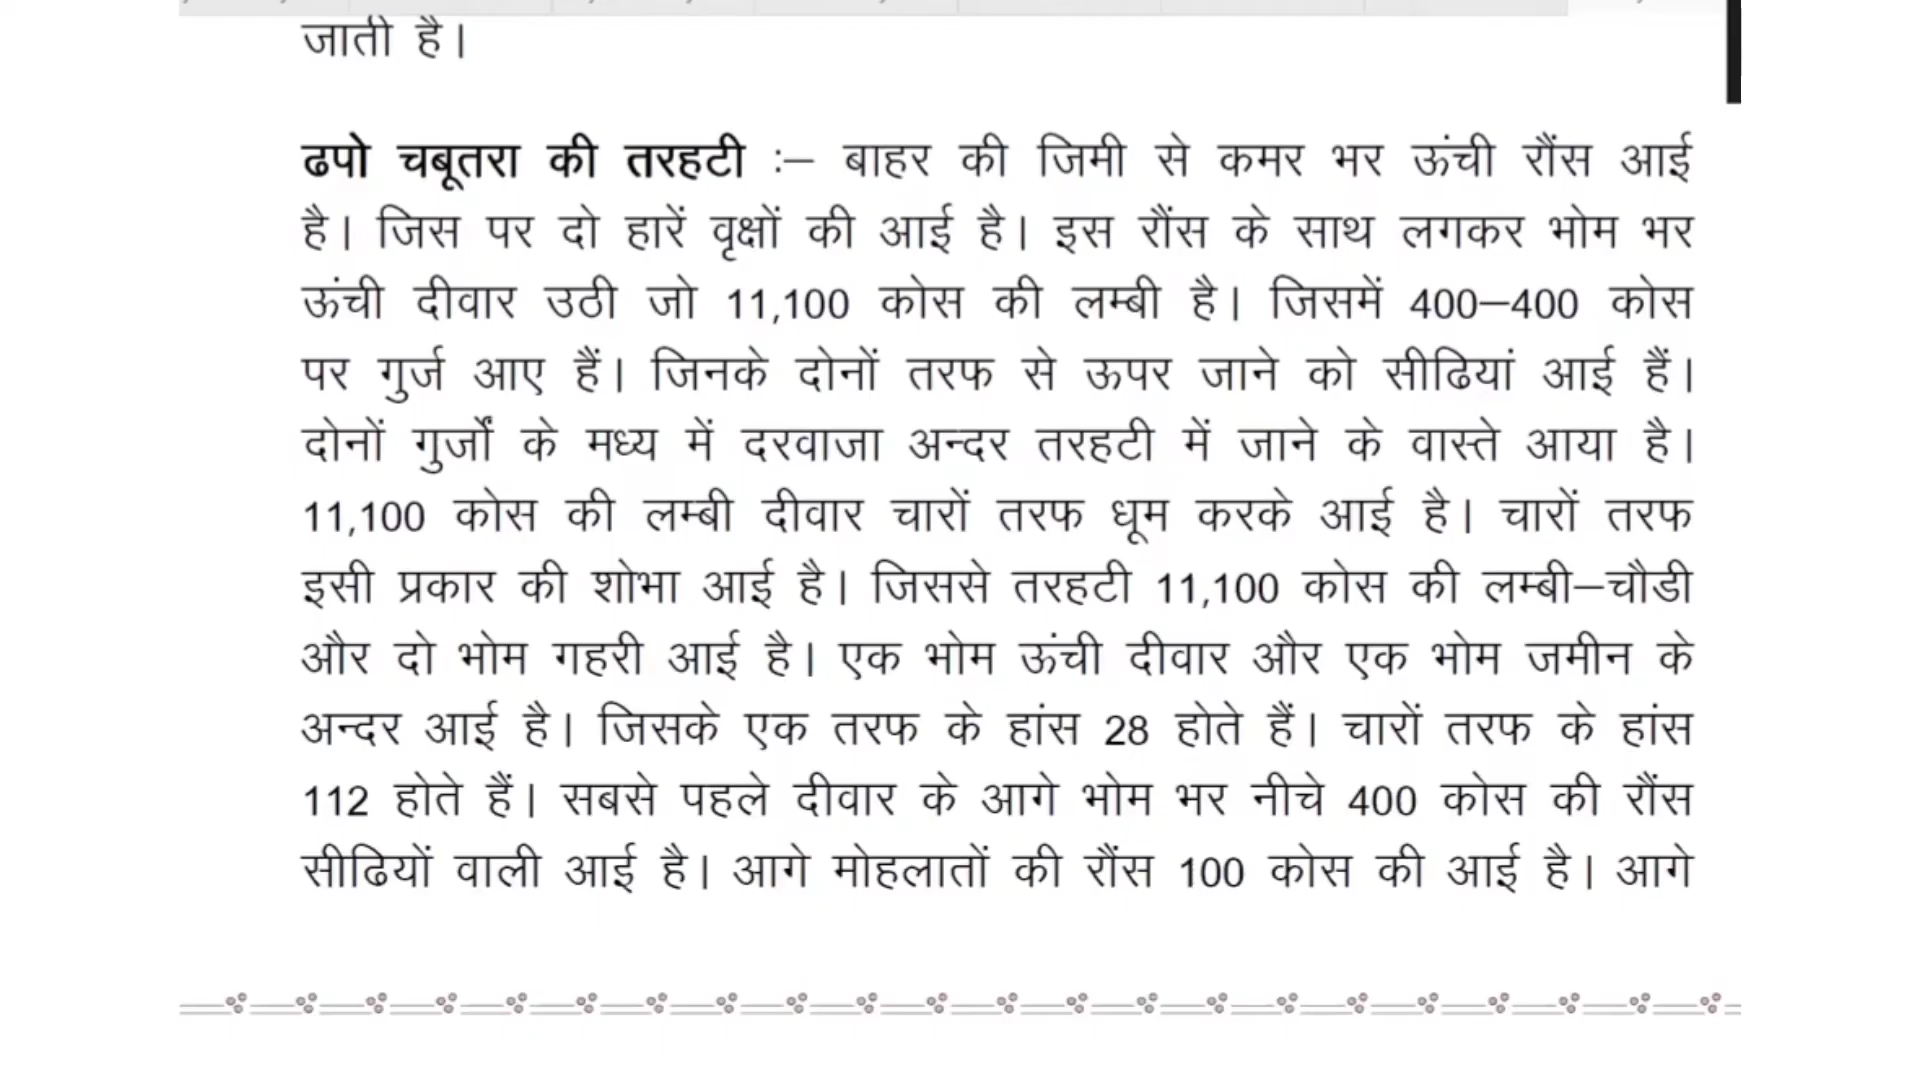 जाती है।
ढपो चबूतरा की तरहटी :– बाहर की जिमी से कमर भर ऊंची रौंस आई
है। जिस पर दो हारें वृक्षों की आई है। इस रौंस के साथ लगकर भोम भर
ऊंची दीवार उठी जो 11,100 कोस की लम्बी है। जिसमें 400–400 कोस
पर गुर्ज आए हैं। जिनके दोनों तरफ से ऊपर जाने को सीढियां आई हैं।
दोनों गुर्जों के मध्य में दरवाजा अन्दर तरहटी में जाने के वास्ते आया है।
11,100 कोस की लम्बी दीवार चारों तरफ धूम करके आई है। चारों तरफ
इसी प्रकार की शोभा आई है। जिससे तरहटी 11,100 कोस की लम्बी–चौडी
और दो भोम गहरी आई है। एक भोम ऊंची दीवार और एक भोम जमीन के
अन्दर आई है। जिसके एक तरफ के हांस 28 होते हैं। चारों तरफ के हांस
112 होते हैं। सबसे पहले दीवार के आगे भोम भर नीचे 400 कोस की रौंस
सीढियों वाली आई है। आगे मोहलातों की रौंस 100 कोस की आई है। आगे